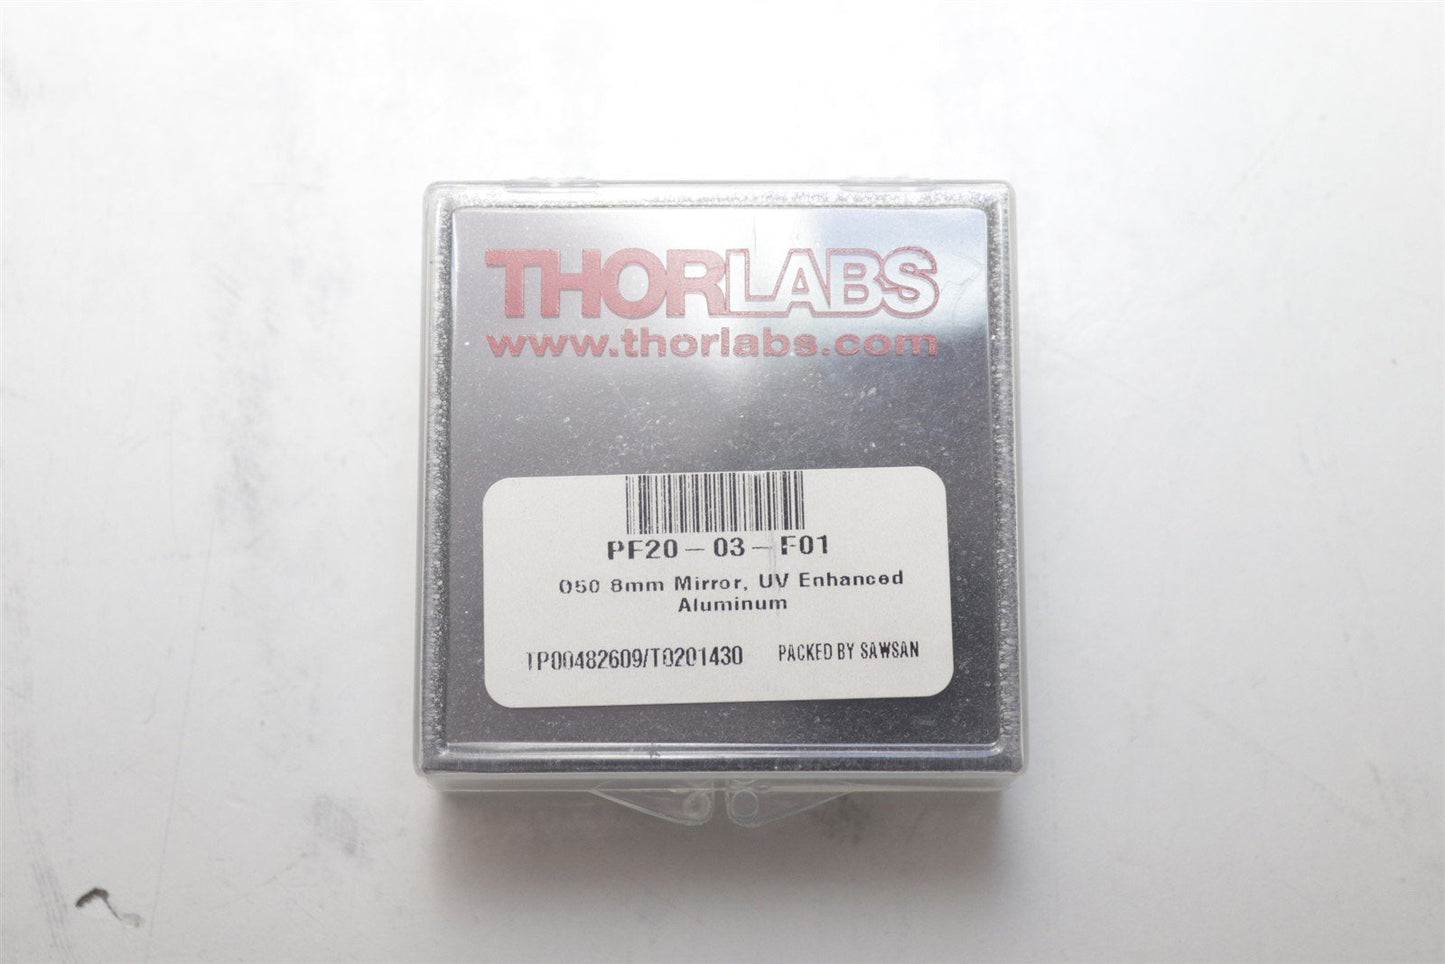 THORLABS
www.thorlabs.com
PF20-03-F01
Ø50.8mm Mirror, UV Enhanced
Aluminum
TP00482609/T0201430 PACKED BY SAWSAN